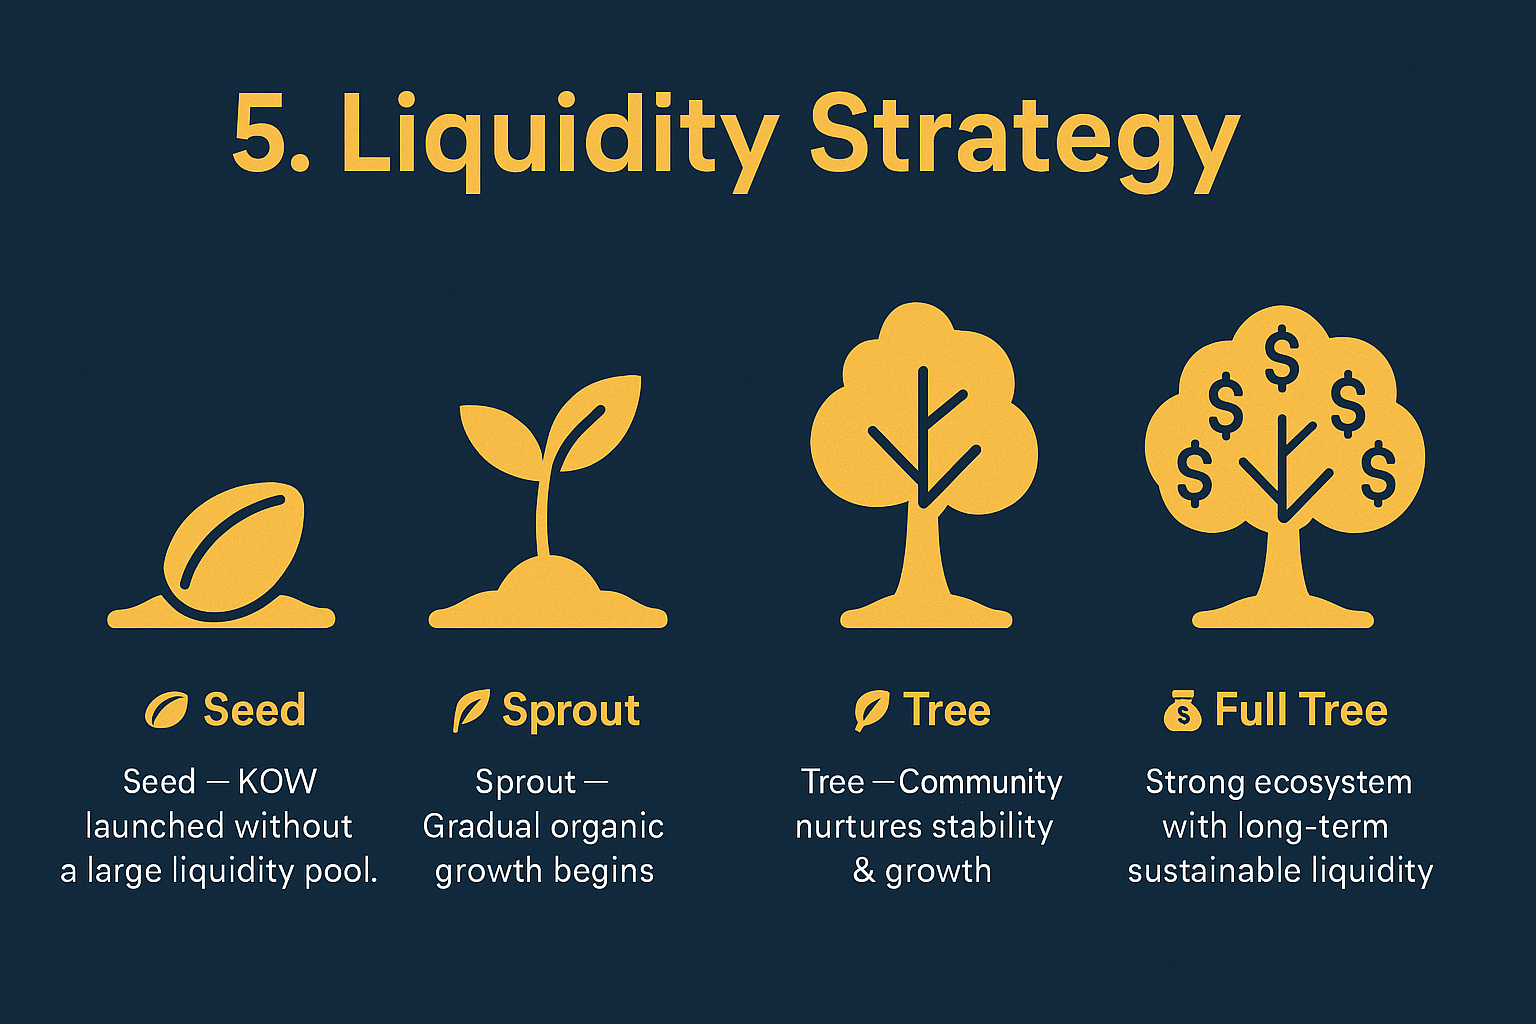 5. Liquidity Strategy
Seed
Seed – KOW
launched without
a large liquidity pool.
Sprout
Sprout –
Gradual organic
growth begins
Tree
Tree – Community
nurtures stability
& growth
$ $ $ $ $
$ Full Tree
Strong ecosystem
with long-term
sustainable liquidity